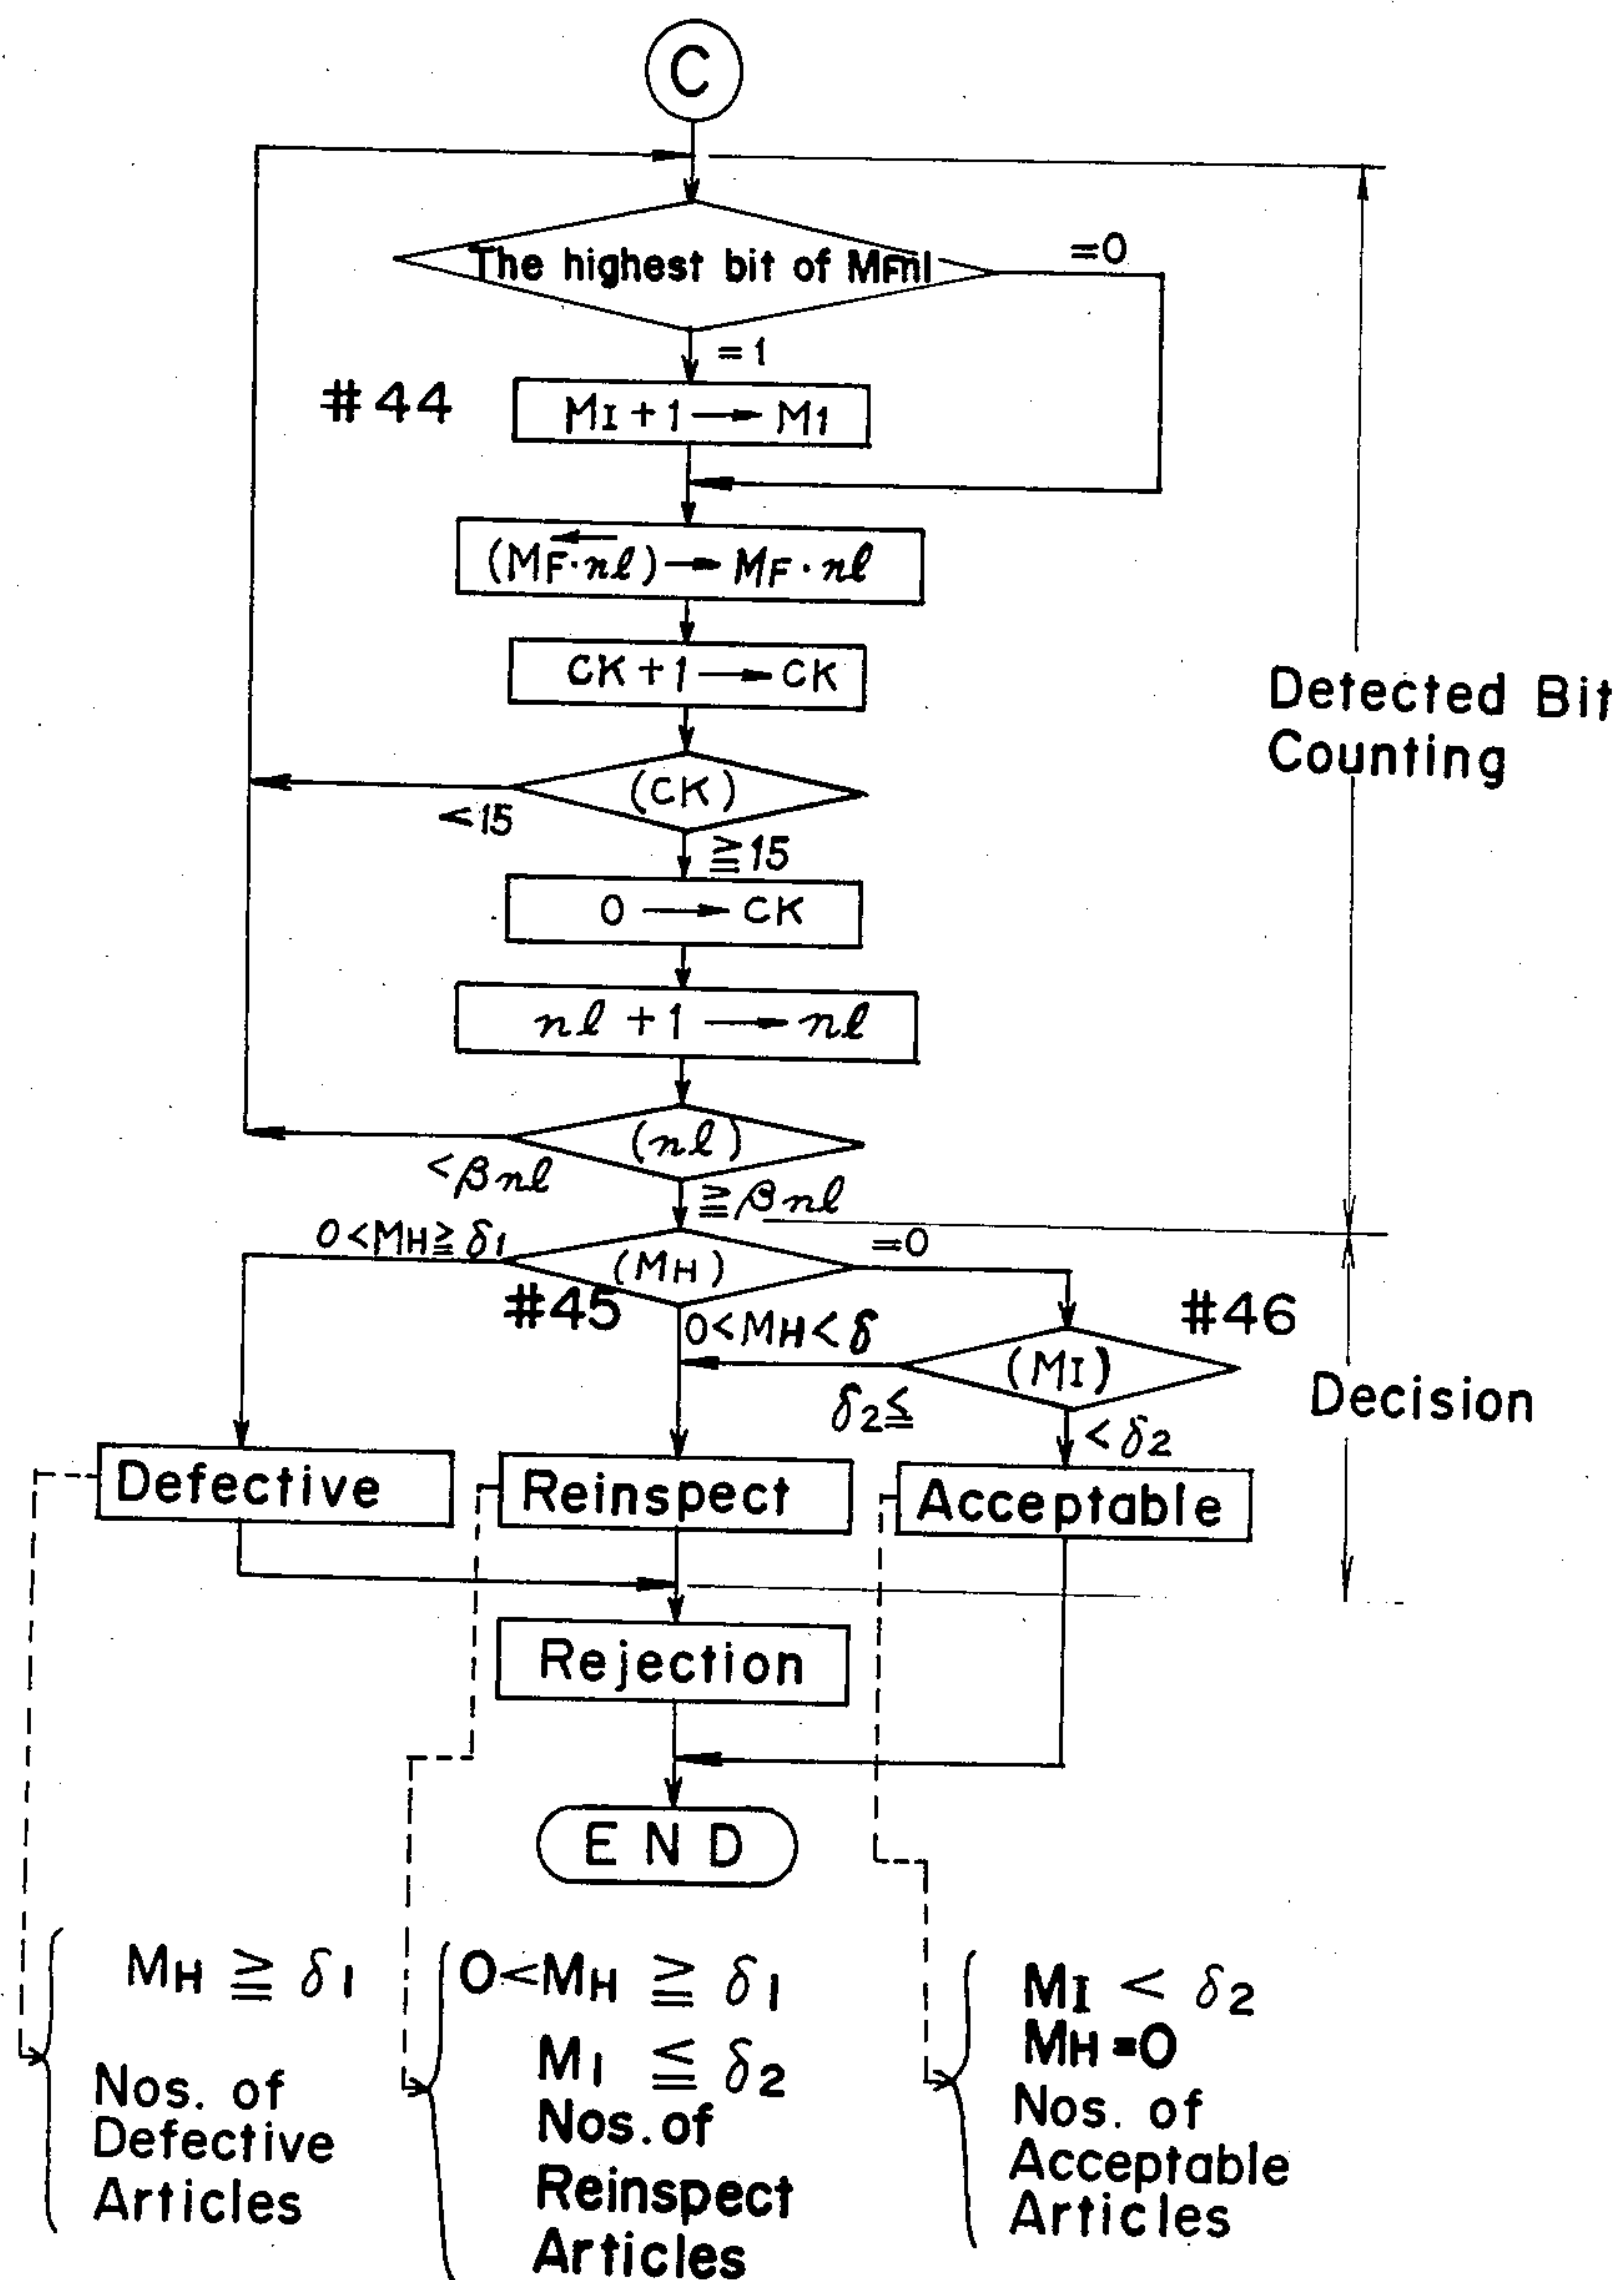 C
The highest bit of MFnl
=0
=1
#44
MI+1→M1
(MF·nl)→MF·nl
CK+1→CK
Detected Bit
Counting
(CK)
<15
≧15
0→CK
nl+1→nl
(nl)
<βnl
≧βnl
0<MH≧δ1
(MH)
=0
#45
#46
0<MH<δ
(MI)
δ2≦
<δ2
Decision
Defective
Reinspect
Acceptable
Rejection
END
MH ≧ δ1
Nos. of
Defective
Articles
0<MH ≧ δ1
M1 ≦ δ2
Nos. of
Reinspect
Articles
MI < δ2
MH=0
Nos. of
Acceptable
Articles